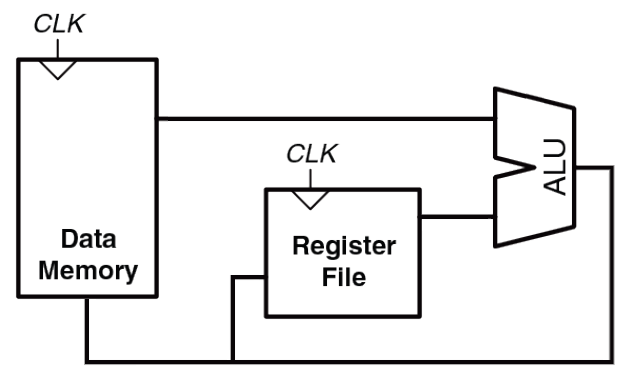 CLK
CLK
ALU
Data
Memory
Register
File